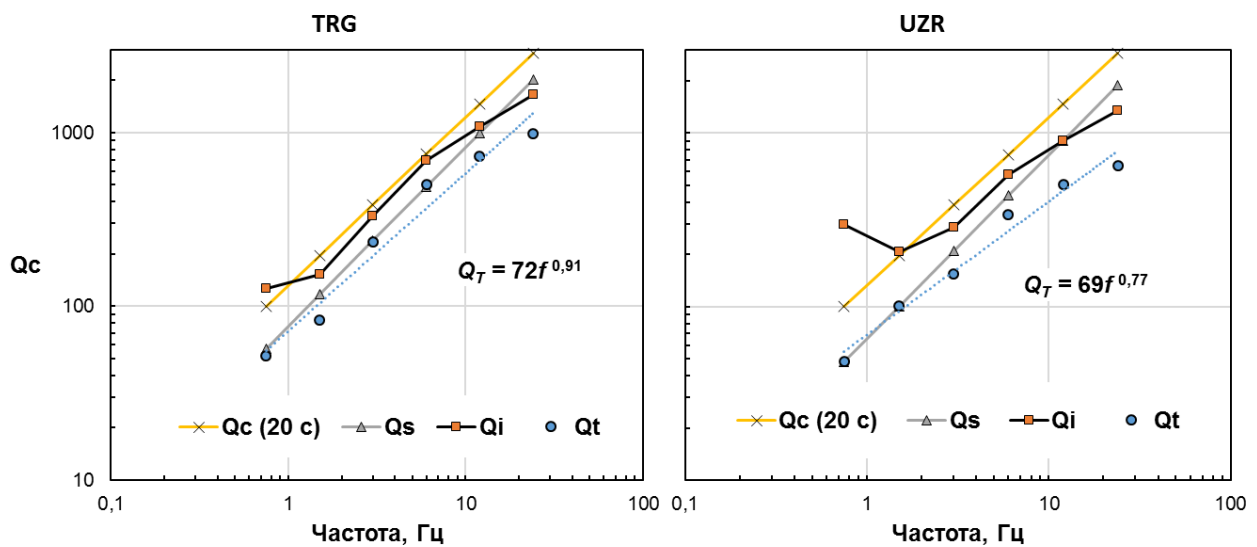 TRG
UZR
Qc
1000
100
10
Q_T = 72f^0,91
Qc (20 c) Qs Qi Qt
0,1 1 10 100
Частота, Гц
Q_T = 69f^0,77
Qc (20 c) Qs Qi Qt
0,1 1 10 100
Частота, Гц